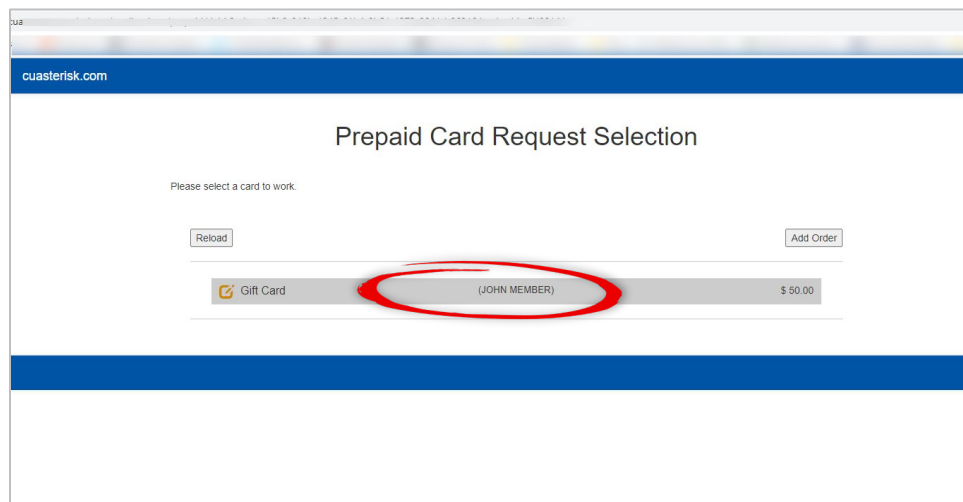 cuasterisk.com
Prepaid Card Request Selection
Please select a card to work.
Reload Add Order
Gift Card (JOHN MEMBER) $ 50.00